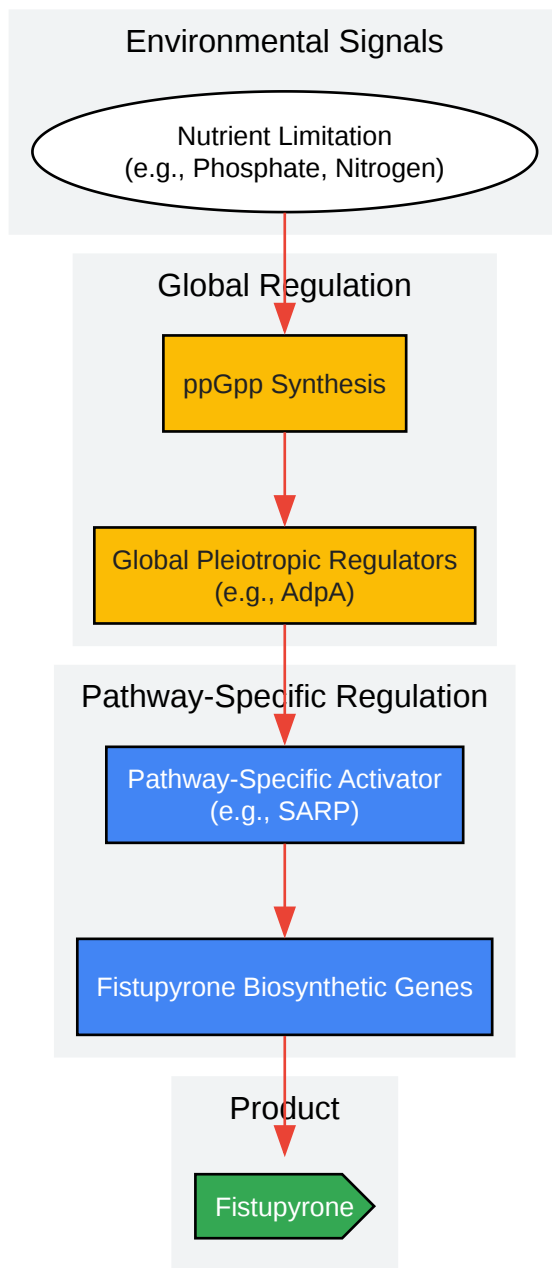 Environmental Signals
Nutrient Limitation
(e.g., Phosphate, Nitrogen)
Global Regulation
ppGpp Synthesis
Global Pleiotropic Regulators
(e.g., AdpA)
Pathway-Specific Regulation
Pathway-Specific Activator
(e.g., SARP)
Fistupyrone Biosynthetic Genes
Product
Fistupyrone